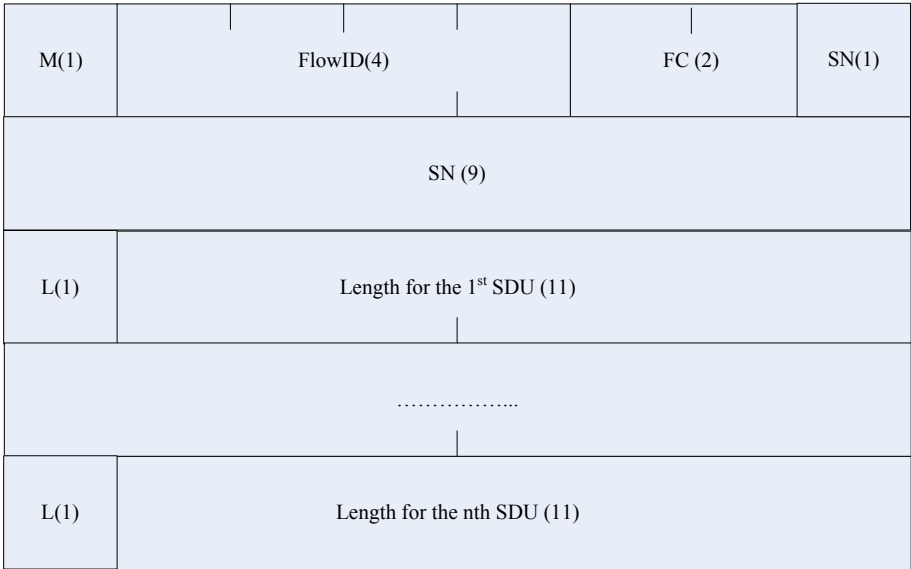 M(1) FlowID(4) FC (2) SN(1)
SN (9)
L(1) Length for the 1st SDU (11)
……………...
L(1) Length for the nth SDU (11)